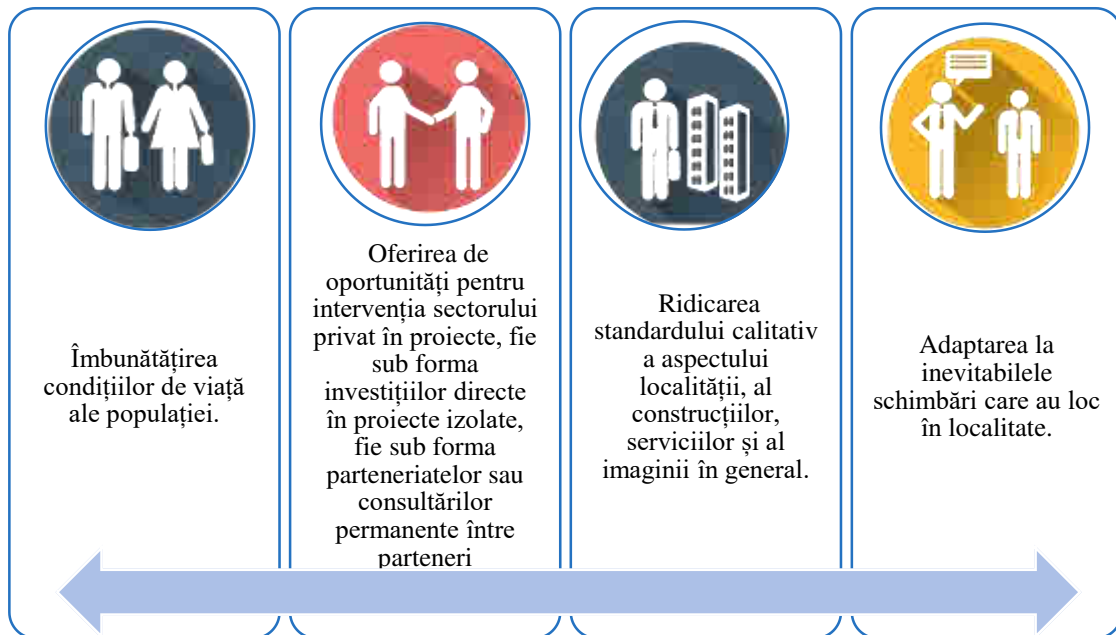 Îmbunătățirea
condițiilor de viață
ale populației.
Oferirea de
oportunități pentru
intervenția sectorului
privat în proiecte, fie
sub forma
investițiilor directe
în proiecte izolate,
fie sub forma
parteneriatelor sau
consultărilor
permanente între
parteneri
Ridicarea
standardului calitativ
a aspectului
localității, al
construcțiilor,
serviciilor și al
imaginii în general.
Adaptarea la
inevitabilele
schimbări care au loc
în localitate.